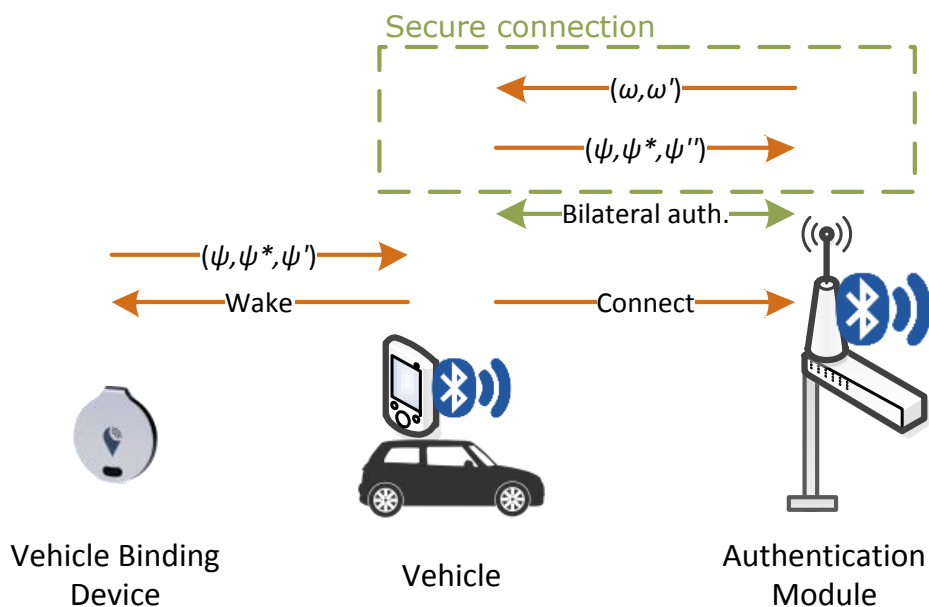 Secure connection
(ω,ω')
(ψ,ψ*,ψ'')
Bilateral auth.
(ψ,ψ*,ψ')
Wake
Connect
Vehicle Binding
Device
Vehicle
Authentication
Module